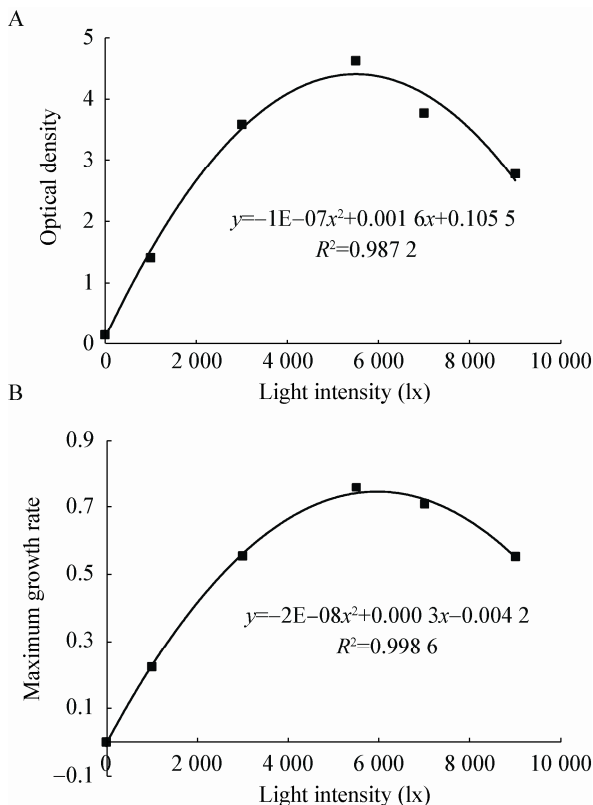 A
5
4
3
2
1
0
Optical density
y=−1E−07x²+0.001 6x+0.105 5
R²=0.987 2
0 2 000 4 000 6 000 8 000 10 000
Light intensity (lx)
B
0.9
0.7
0.5
0.3
0.1
−0.1
Maximum growth rate
y=−2E−08x²+0.000 3x−0.004 2
R²=0.998 6
0 2 000 4 000 6 000 8 000 10 000
Light intensity (lx)